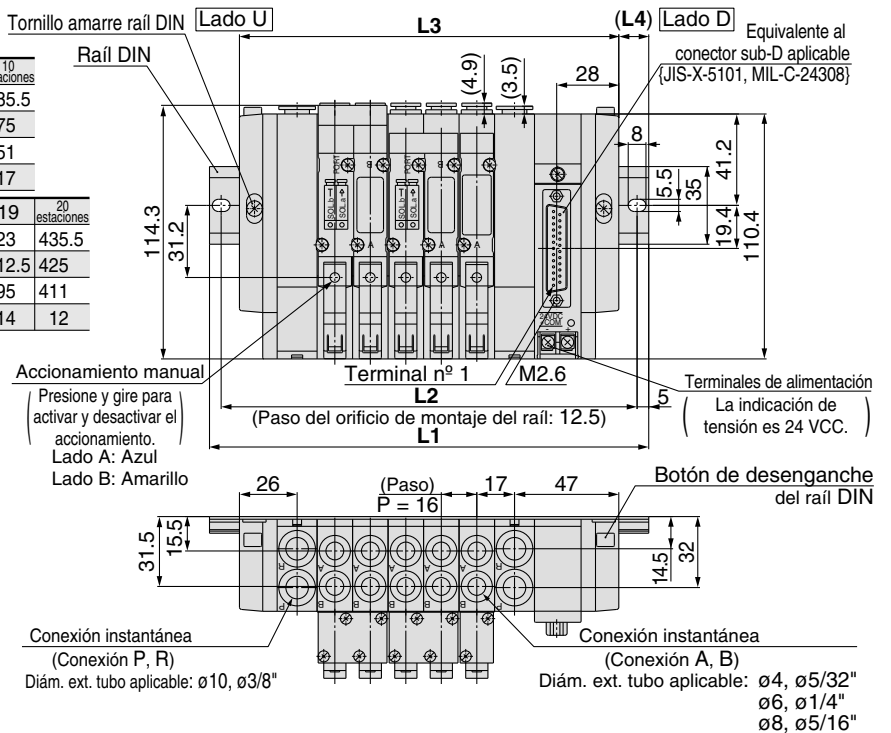 Tornillo amarre raíl DIN
Lado U
L3
(L4)
Lado D
Raíl DIN
Equivalente al
conector sub-D aplicable
{JIS-X-5101, MIL-C-24308}
(4.9)
(3.5)
28
8
10
75
51
17
19
20
estaciones
23
435.5
12.5
425
95
411
14
12
114.3
31.2
5.5
35
19.4
41.2
110.4
PORT
SOL.b
SOL.a
B
A
24VDC
COM
- +
Accionamiento manual
(Presione y gire para
activar y desactivar el
accionamiento.)
Lado A: Azul
Lado B: Amarillo
Terminal nº 1
M2.6
Terminales de alimentación
(La indicación de
tensión es 24 VCC.)
L2
5
(Paso del orificio de montaje del raíl: 12.5)
L1
26
(Paso)
P = 16
17
47
Botón de desenganche
del raíl DIN
31.5
15.5
14.5
32
R
A
A
A
A
A
R
P
B
B
B
B
B
P
Conexión instantánea
(Conexión P, R)
Diám. ext. tubo aplicable: ø10, ø3/8"
Conexión instantánea
(Conexión A, B)
Diám. ext. tubo aplicable: ø4, ø5/32"
ø6, ø1/4"
ø8, ø5/16"